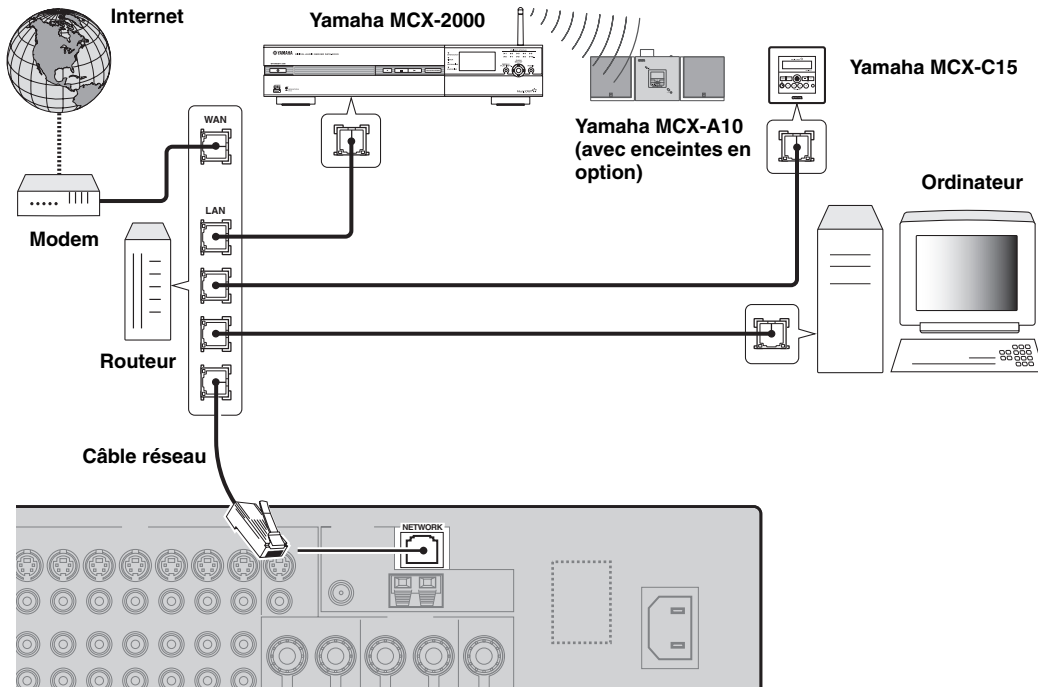 Internet
Yamaha MCX-2000
Yamaha MCX-C15
YAMAHA
Yamaha MCX-A10
(avec enceintes en
option)
Ordinateur
WAN
Modem
LAN
Routeur
Câble réseau
NETWORK